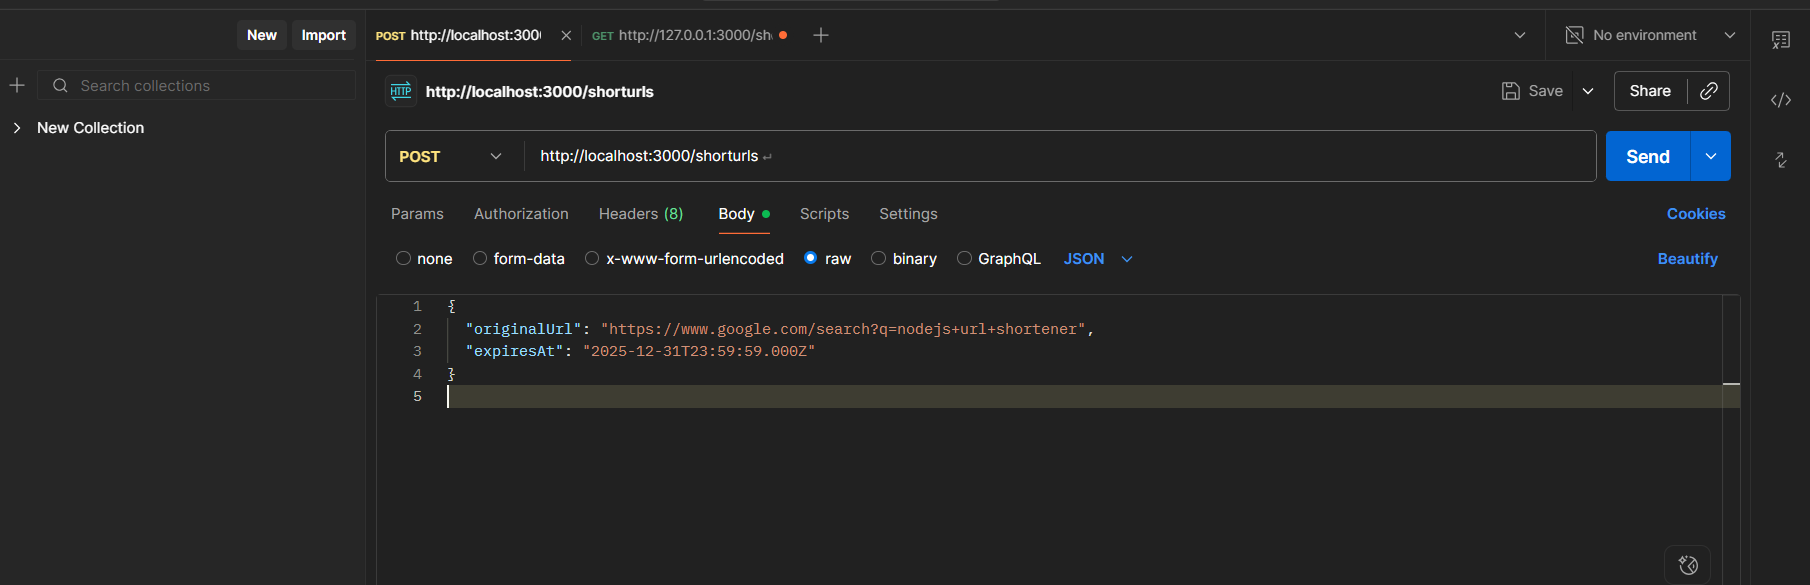 New Import
POST http://localhost:300 GET http://127.0.0.1:3000/sh No environment
Search collections
HTTP http://localhost:3000/shorturls Save Share
New Collection
POST http://localhost:3000/shorturls ↵ Send
Params Authorization Headers (8) Body Scripts Settings Cookies
none form-data x-www-form-urlencoded raw binary GraphQL JSON Beautify
1 {
2 "originalUrl": "https://www.google.com/search?q=nodejs+url+shortener",
3 "expiresAt": "2025-12-31T23:59:59.000Z"
4 }
5